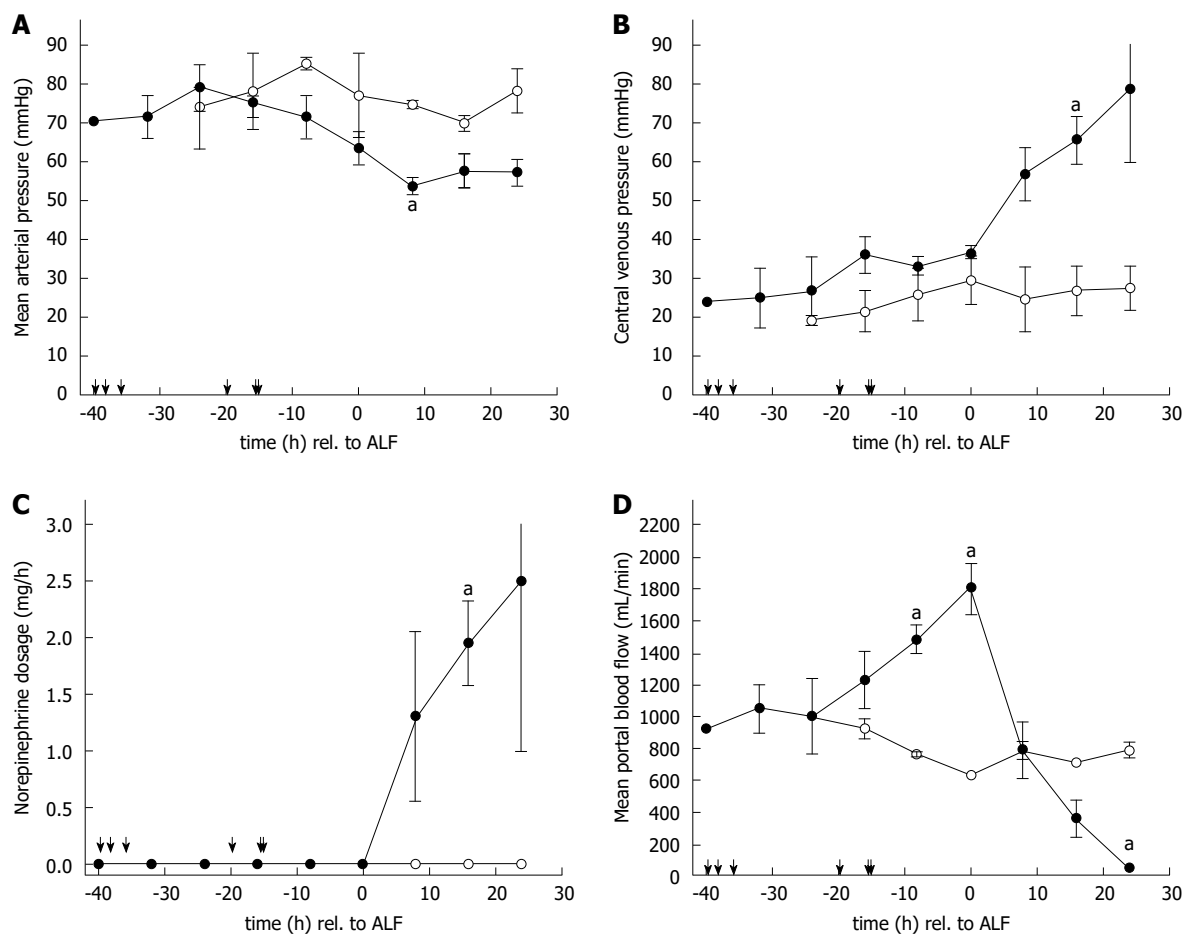 A
Mean arterial pressure (mmHg)
90
80
70
60
50
40
30
20
10
0
a
-40 -30 -20 -10 0 10 20 30
time (h) rel. to ALF
B
Central venous pressure (mmHg)
90
80
70
60
50
40
30
20
10
0
a
-40 -30 -20 -10 0 10 20 30
time (h) rel. to ALF
C
Norepinephrine dosage (mg/h)
3.0
2.5
2.0
1.5
1.0
0.5
0.0
a
-40 -30 -20 -10 0 10 20 30
time (h) rel. to ALF
D
Mean portal blood flow (mL/min)
2200
2000
1800
1600
1400
1200
1000
800
600
400
200
0
a
a
a
-40 -30 -20 -10 0 10 20 30
time (h) rel. to ALF